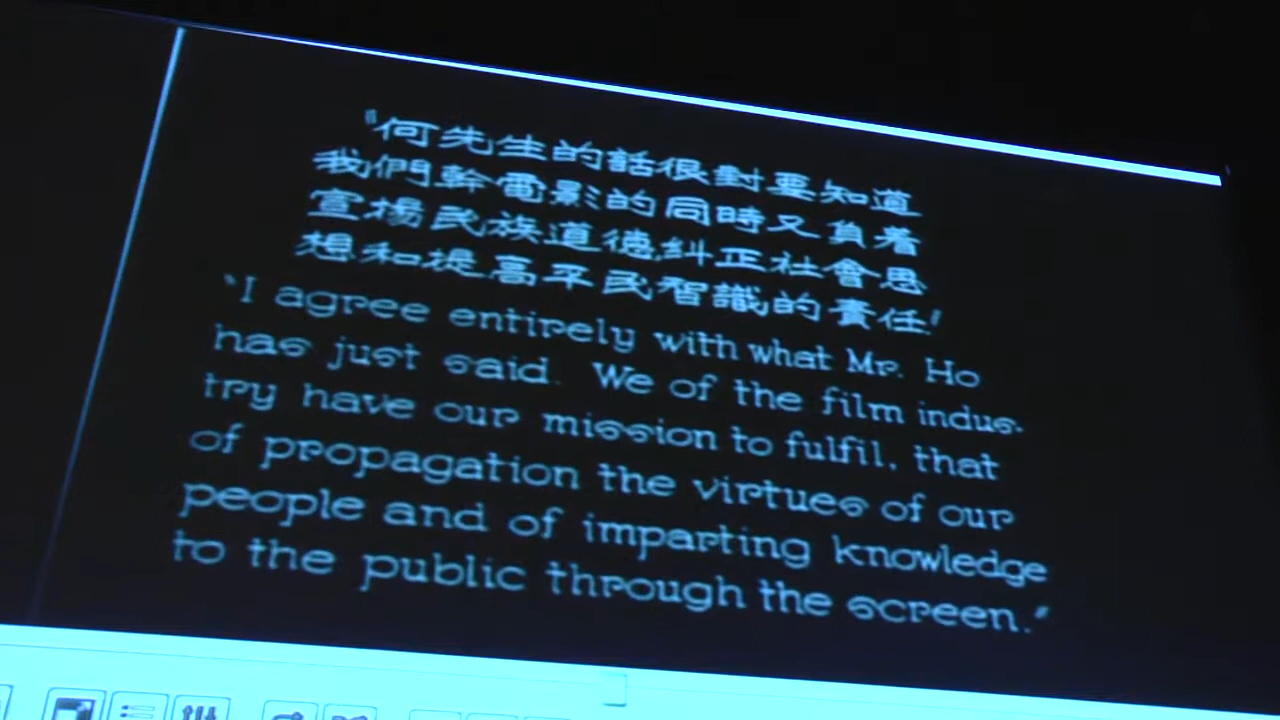 "何先生的話很對要知道
我們幹電影的同時又負着
宣揚民族道德糾正社會思
想和提高平民智識的責任"
"I agree entirely with what Mr. Ho
has just said. We of the film indus-
try have our mission to fulfil, that
of propagation the virtues of our
people and of imparting knowledge
to the public through the screen."